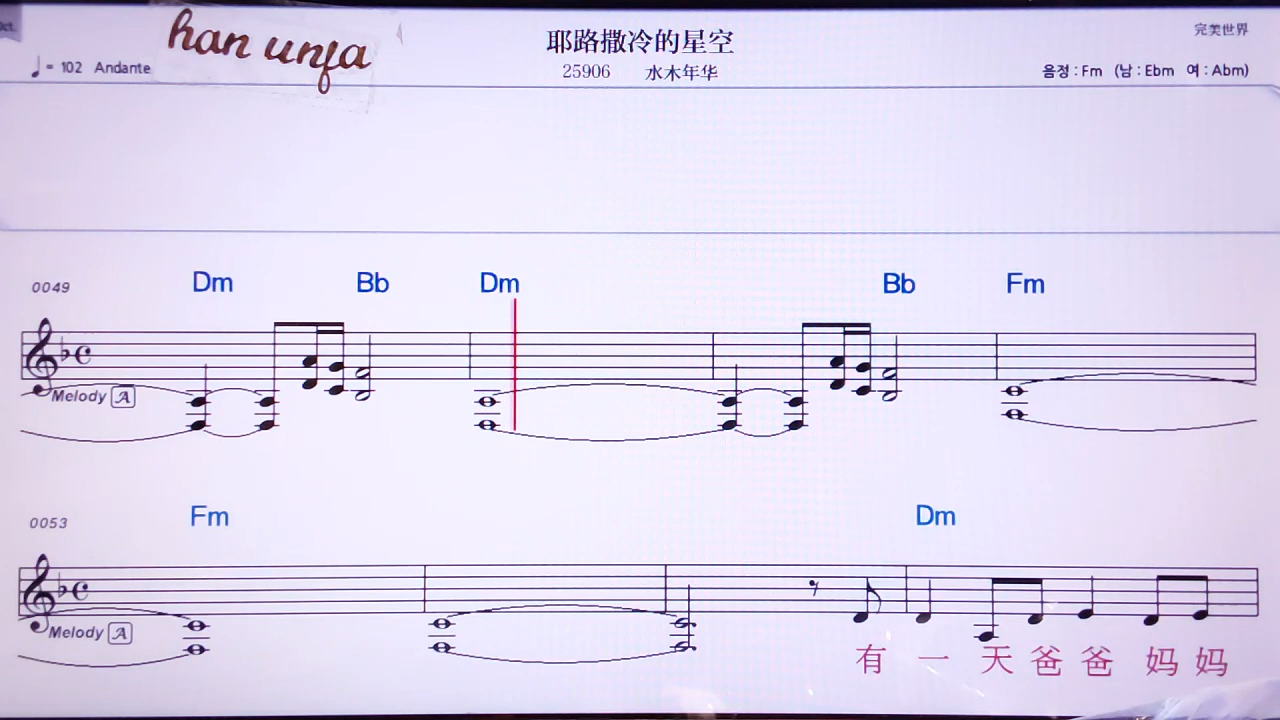 han unfa
耶路撒冷的星空
完美世界
♩= 102 Andante
25906 水木年华
음정 : Fm (남 : Ebm 여 : Abm)
0049 Dm Bb Dm Bb Fm
Melody A
0053 Fm Dm
Melody A
有 一 天 爸 爸 妈 妈